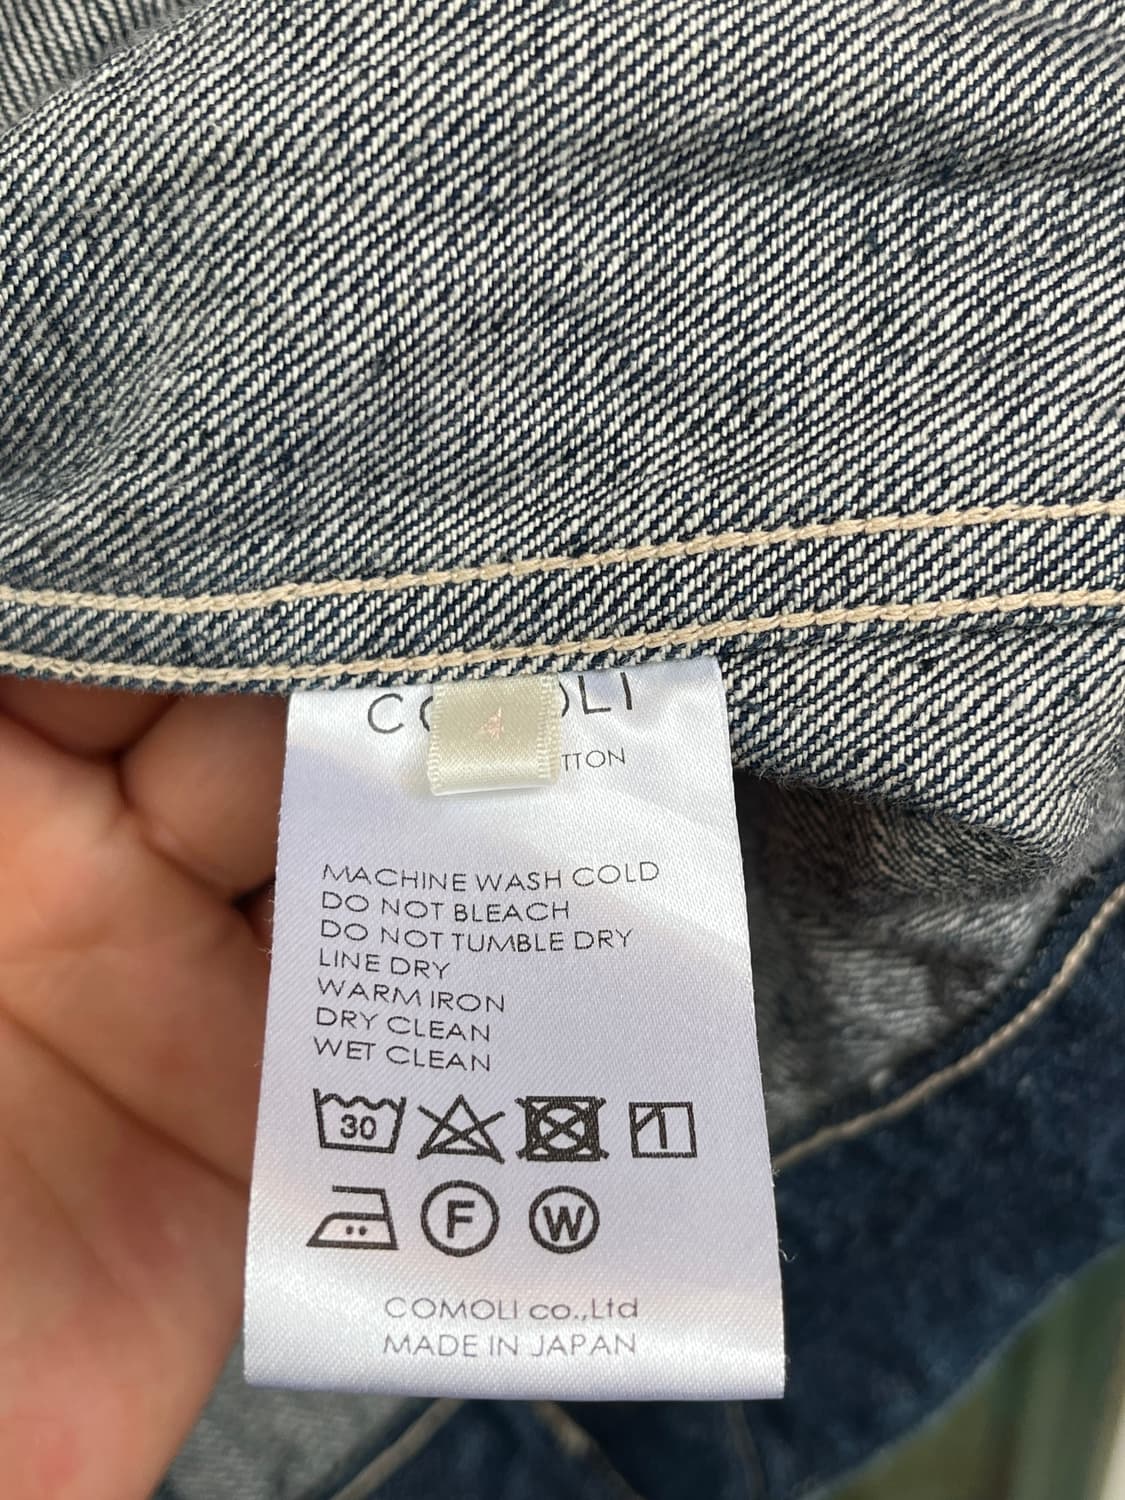 4
MACHINE WASH COLD
DO NOT BLEACH
DO NOT TUMBLE DRY
LINE DRY
WARM IRON
DRY CLEAN
WET CLEAN
30
F W
COMOLI co.,Ltd
MADE IN JAPAN